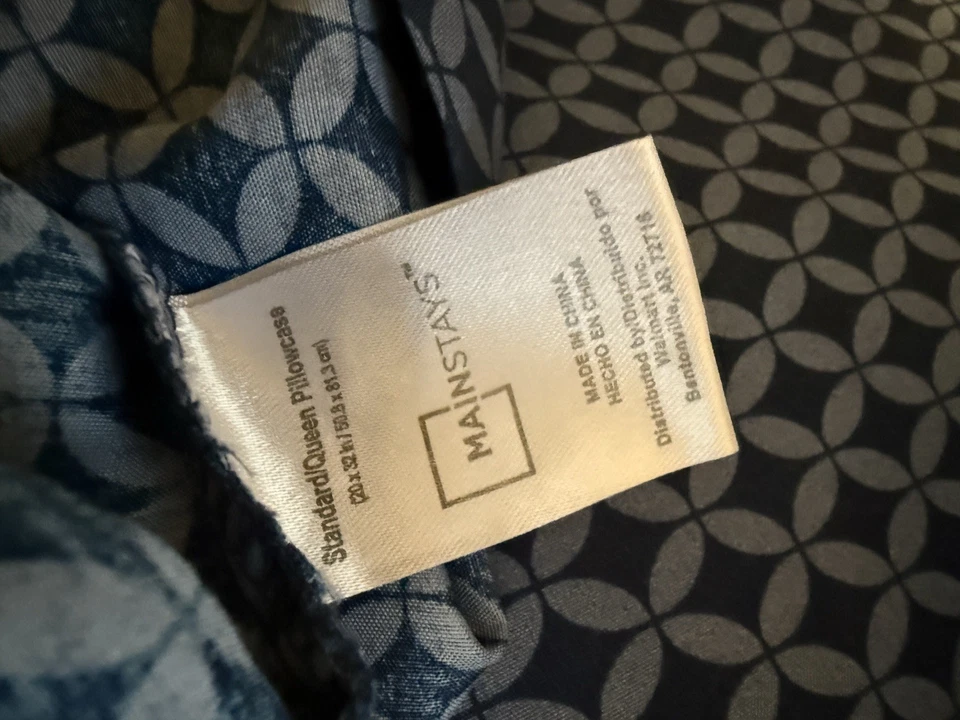 Standard/Queen Pillowcase
(20 x 32 in / 50.8 x 81.3 cm)
MAiNSTAYS™
MADE IN CHINA
HECHO EN CHINA
Distributed by/Distribuido por
Walmart Inc.
Bentonville, AR 72716